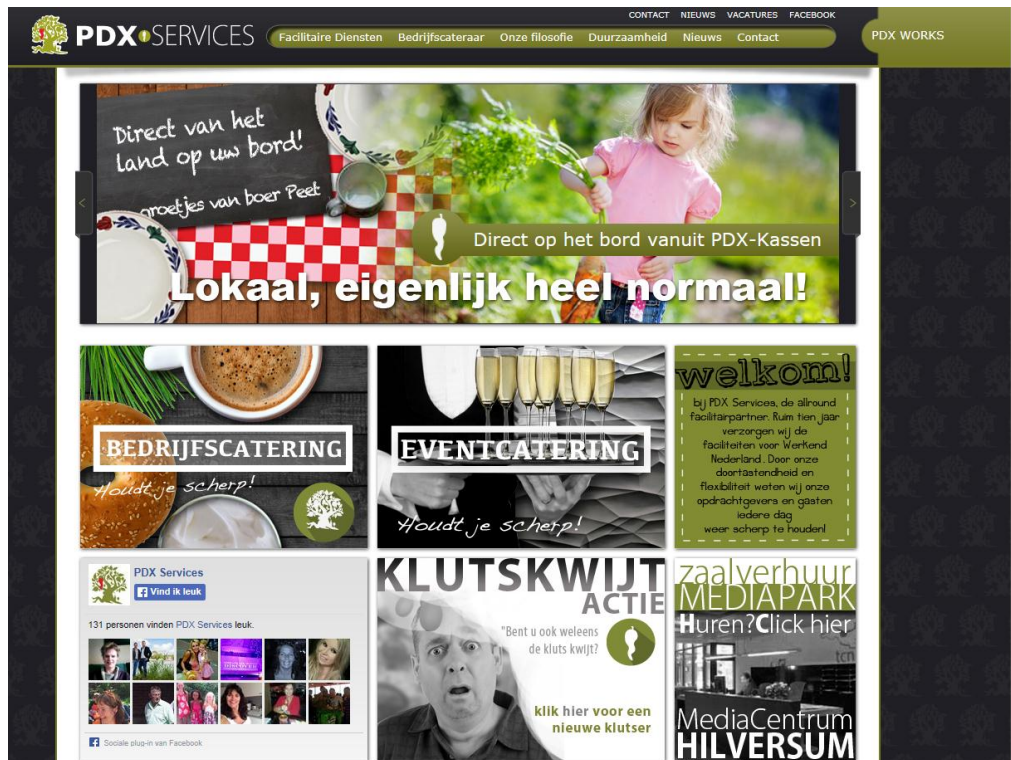 CONTACT NIEUWS VACATURES FACEBOOK
PDX SERVICES
Facilitaire Diensten Bedrijfscateraar Onze filosofie Duurzaamheid Nieuws Contact
PDX WORKS
Direct van het
land op uw bord!
groetjes van boer Peet
<
>
Direct op het bord vanuit PDX-Kassen
Lokaal, eigenlijk heel normaal!
BEDRIJFSCATERING
Houdt je scherp!
EVENTCATERING
Houdt je scherp!
welkom!
bij PDX Services, de allround
facilitairpartner. Ruim tien jaar
verzorgen wij de
faciliteiten voor Werkend
Nederland. Door onze
doortastendheid en
flexibiliteit weten wij onze
opdrachtgevers en gasten
iedere dag
weer scherp te houden!
PDX Services
Vind ik leuk
131 personen vinden PDX Services leuk.
Sociale plug-in van Facebook
KLUTSKWIJT
ACTIE
"Bent u ook weleens
de kluts kwijt?
klik hier voor een
nieuwe klutser
zaalverhuur
MEDIAPARK
Huren?Click hier
tcn
MediaCentrum
HILVERSUM